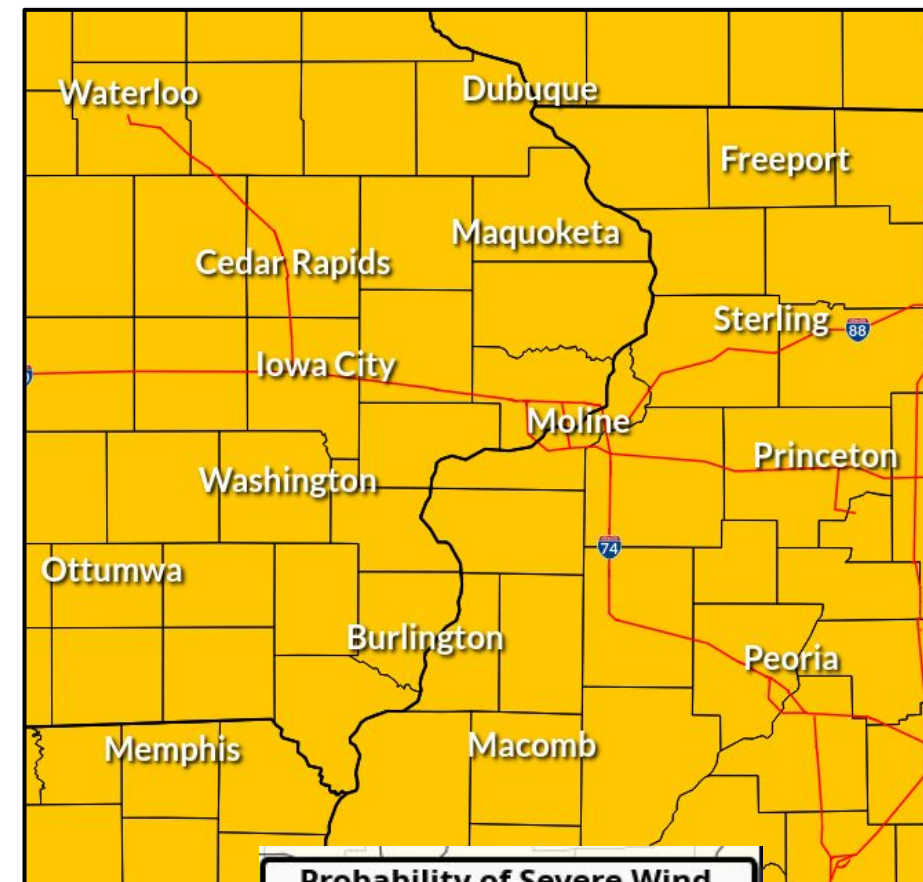 Waterloo
Dubuque
Freeport
Maquoketa
Cedar Rapids
Sterling
88
Iowa City
Moline
Princeton
Washington
74
Ottumwa
Burlington
Peoria
Memphis
Macomb
Probability of Severe Wind